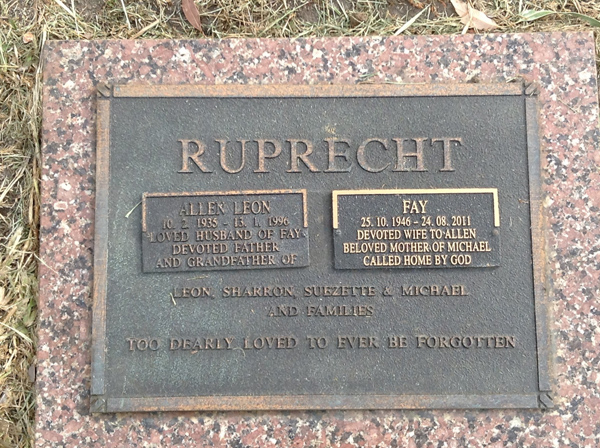 RUPRECHT
ALLEN LEON
10. 2. 1935 - 13. 1. 1996
LOVED HUSBAND OF FAY
DEVOTED FATHER
AND GRANDFATHER OF
FAY
25. 10. 1946 - 24. 08. 2011
DEVOTED WIFE TO ALLEN
BELOVED MOTHER OF MICHAEL
CALLED HOME BY GOD
LEON, SHARRON, SUEZETTE & MICHAEL
AND FAMILIES
TOO DEARLY LOVED TO EVER BE FORGOTTEN